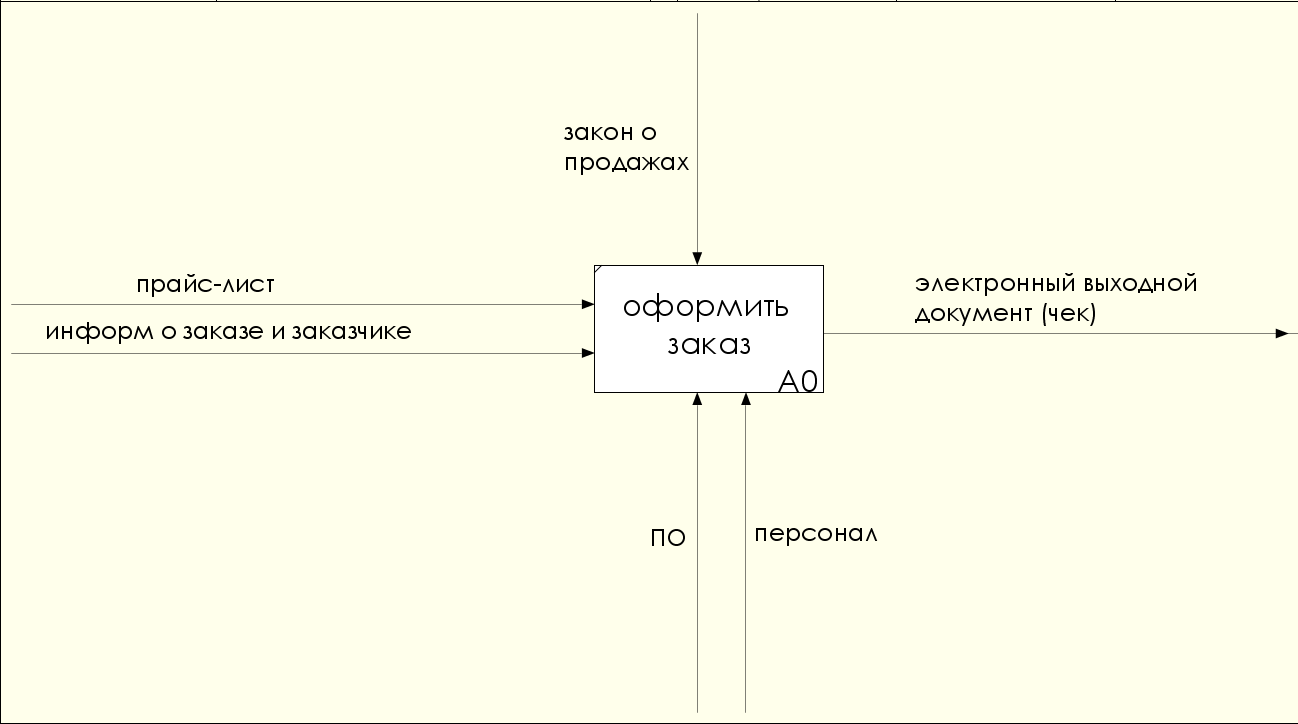 закон о
продажах
прайс-лист
информ о заказе и заказчике
оформить
заказ
A0
электронный выходной
документ (чек)
ПО
персонал